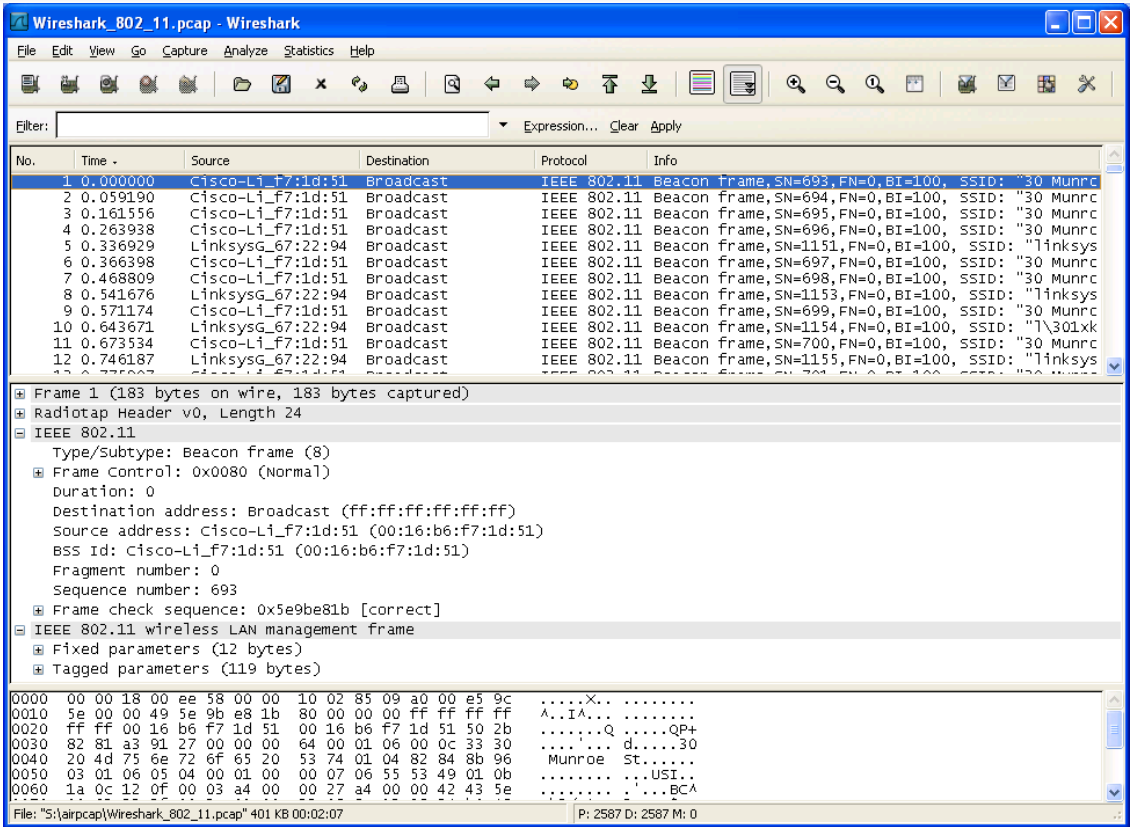 Wireshark_802_11.pcap - Wireshark
File Edit View Go Capture Analyze Statistics Help
Filter: Expression... Clear Apply
No. Time Source Destination Protocol Info
1 0.000000 Cisco-Li_f7:1d:51 Broadcast IEEE 802.11 Beacon frame,SN=693,FN=0,BI=100, SSID: "30 Munrc
2 0.059190 Cisco-Li_f7:1d:51 Broadcast IEEE 802.11 Beacon frame,SN=694,FN=0,BI=100, SSID: "30 Munrc
3 0.161556 Cisco-Li_f7:1d:51 Broadcast IEEE 802.11 Beacon frame,SN=695,FN=0,BI=100, SSID: "30 Munrc
4 0.263938 Cisco-Li_f7:1d:51 Broadcast IEEE 802.11 Beacon frame,SN=696,FN=0,BI=100, SSID: "30 Munrc
5 0.336929 LinksysG_67:22:94 Broadcast IEEE 802.11 Beacon frame,SN=1151,FN=0,BI=100, SSID: "linksys
6 0.366398 Cisco-Li_f7:1d:51 Broadcast IEEE 802.11 Beacon frame,SN=697,FN=0,BI=100, SSID: "30 Munrc
7 0.468809 Cisco-Li_f7:1d:51 Broadcast IEEE 802.11 Beacon frame,SN=698,FN=0,BI=100, SSID: "30 Munrc
8 0.541676 LinksysG_67:22:94 Broadcast IEEE 802.11 Beacon frame,SN=1153,FN=0,BI=100, SSID: "linksys
9 0.571174 Cisco-Li_f7:1d:51 Broadcast IEEE 802.11 Beacon frame,SN=699,FN=0,BI=100, SSID: "30 Munrc
10 0.643671 LinksysG_67:22:94 Broadcast IEEE 802.11 Beacon frame,SN=1154,FN=0,BI=100, SSID: "l\301xk
11 0.673534 Cisco-Li_f7:1d:51 Broadcast IEEE 802.11 Beacon frame,SN=700,FN=0,BI=100, SSID: "30 Munrc
12 0.746187 LinksysG_67:22:94 Broadcast IEEE 802.11 Beacon frame,SN=1155,FN=0,BI=100, SSID: "linksys
Frame 1 (183 bytes on wire, 183 bytes captured)
Radiotap Header v0, Length 24
IEEE 802.11
Type/Subtype: Beacon frame (8)
Frame Control: 0x0080 (Normal)
Duration: 0
Destination address: Broadcast (ff:ff:ff:ff:ff:ff)
Source address: Cisco-Li_f7:1d:51 (00:16:b6:f7:1d:51)
BSS Id: Cisco-Li_f7:1d:51 (00:16:b6:f7:1d:51)
Fragment number: 0
Sequence number: 693
Frame check sequence: 0x5e9be81b [correct]
IEEE 802.11 wireless LAN management frame
Fixed parameters (12 bytes)
Tagged parameters (119 bytes)
0000 00 00 18 00 ee 58 00 00 10 02 85 09 a0 00 e5 9c .....X.. ........
0010 5e 00 00 49 5e 9b e8 1b 80 00 00 00 ff ff ff ff ^..I^... ........
0020 ff ff 00 16 b6 f7 1d 51 00 16 b6 f7 1d 51 50 2b .......Q .....QP+
0030 82 81 a3 91 27 00 00 00 64 00 01 06 00 0c 33 30 ....'... d.....30
0040 20 4d 75 6e 72 6f 65 20 53 74 01 04 82 84 8b 96 Munroe St......
0050 03 01 06 05 04 00 01 00 00 07 06 55 53 49 01 0b ........ ...USI..
0060 1a 0c 12 0f 00 03 a4 00 00 27 a4 00 00 42 43 5e ........ .'...BC^
File: "S:\airpcap\Wireshark_802_11.pcap" 401 KB 00:02:07 P: 2587 D: 2587 M: 0